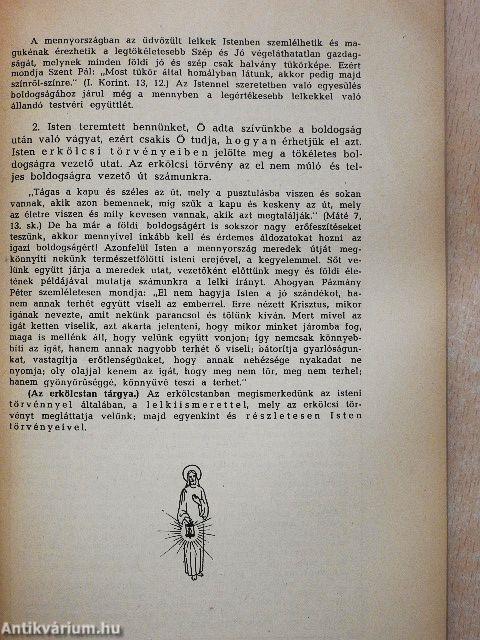 A mennyországban az üdvözült lelkek Istenben szemlélhetik és ma-
gukénak érezhetik a legtökéletesebb Szép és Jó végeláthatatlan gazdag-
ságát, melynek minden földi jó és szép csak halvány tükörképe. Ezért
mondja Szent Pál: „Most tükör által homályban látunk, akkor pedig majd
színről-színre." (I. Korint. 13, 12.) Az Istennel szeretetben való egyesülés
boldogságához járul még a mennyben a legértékesebb lelkekkel való
állandó testvéri együttlét.
2. Isten teremtett bennünket, Ő adta szívünkbe a boldogság
után való vágyat, ezért csakis Ő tudja, hogyan érhetjük el azt.
Isten erkölcsi törvényeiben jelölte meg a tökéletes bol-
dogságra vezető utat. Az erkölcsi törvény az el nem múló és tel-
jes boldogságra vezető út számunkra.
„Tágas a kapu és széles az út, mely a pusztulásba viszen és sokan
vannak, akik azon bemennek, míg szűk a kapu és keskeny az út, mely
az életre viszen és mily kevesen vannak, akik azt megtalálják." (Máté 7,
13. sk.) De ha már a földi boldogságért is sokszor nagy erőfeszítéseket
teszünk, akkor mennyivel inkább kell és érdemes áldozatokat hozni az
igazi boldogságért! Azonfelül Isten a mennyország meredek útját meg-
könnyíti nekünk természetfölötti isteni erejével, a kegyelemmel. Sőt ve-
lünk együtt járja a meredek utat, vezetőként előttünk megy és földi éle-
tének példájával mutatja számunkra a lelki irányt. Ahogyan Pázmány
Péter szemléletesen mondja: „El nem hagyja Isten a jó szándékot, ha-
nem annak terhét együtt viseli az emberrel. Erre nézett Krisztus, mikor
igának nevezte, amit nekünk parancsol és tőlünk kíván. Mert mivel az
igát ketten viselik, azt akarta jelenteni, hogy mikor minket járomba fog,
maga is mellénk áll, hogy velünk együtt vonjon; így nemcsak könnyeb-
bíti az igát, hanem annak nagyobb terhét ő viseli; bátorítja gyarlóságun-
kat, vastagítja erőtlenségünket, hogy annak nehézsége nyakadat ne
nyomja; oly olajjal kenem az igát, hogy meg nem tör, meg nem terhel;
hanem gyönyörűséggé, könnyűvé teszi a terhet."
(Az erkölcstan tárgya.) Az erkölcstanban megismerkedünk az isteni
törvénnyel általában, a lelkiismerettel, mely az erkölcsi tör-
vényt megláttatja velünk; majd egyenkint és részletesen Isten
törvényeivel.
Antikvárium.hu